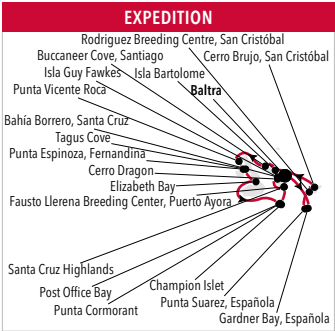 EXPEDITION
Rodriguez Breeding Centre, San Cristóbal
Buccaneer Cove, Santiago
Cerro Brujo, San Cristóbal
Isla Guy Fawkes
Isla Bartolome
Punta Vicente Roca
Baltra
Bahía Borrero, Santa Cruz
Tagus Cove
Punta Espinoza, Fernandina
Cerro Dragon
Elizabeth Bay
Fausto Llerena Breeding Center, Puerto Ayora
Santa Cruz Highlands
Champion Islet
Post Office Bay
Punta Suarez, Española
Punta Cormorant
Gardner Bay, Española